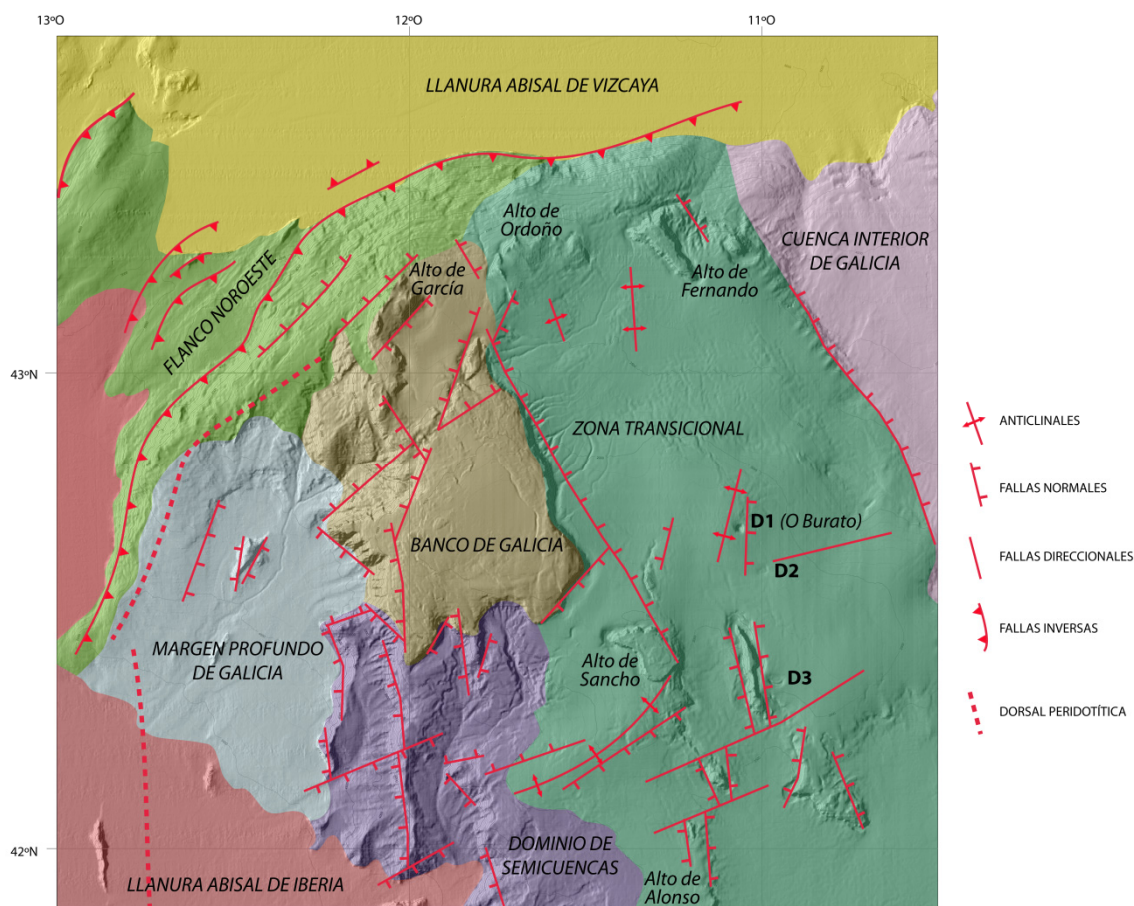 13ºO
12ºO
11ºO
LLANURA ABISAL DE VIZCAYA
Alto de
Ordoño
CUENCA INTERIOR
DE GALICIA
Alto de
García
Alto de
Fernando
FLANCO NOROESTE
43ºN
ZONA TRANSICIONAL
ANTICLINALES
FALLAS NORMALES
D1 (O Burato)
BANCO DE GALICIA
D2
FALLAS DIRECCIONALES
FALLAS INVERSAS
MARGEN PROFUNDO
DE GALICIA
Alto de
Sancho
D3
DORSAL PERIDOTÍTICA
42ºN
DOMINIO DE
SEMICUENCAS
LLANURA ABISAL DE IBERIA
Alto de
Alonso